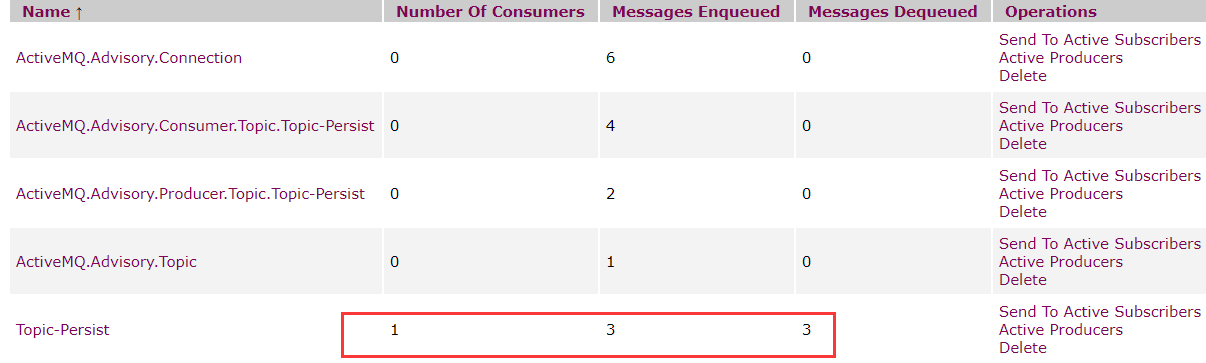 Name ↑ Number Of Consumers Messages Enqueued Messages Dequeued Operations
ActiveMQ.Advisory.Connection 0 6 0 Send To Active Subscribers
Active Producers
Delete
ActiveMQ.Advisory.Consumer.Topic.Topic-Persist 0 4 0 Send To Active Subscribers
Active Producers
Delete
ActiveMQ.Advisory.Producer.Topic.Topic-Persist 0 2 0 Send To Active Subscribers
Active Producers
Delete
ActiveMQ.Advisory.Topic 0 1 0 Send To Active Subscribers
Active Producers
Delete
Topic-Persist 1 3 3 Send To Active Subscribers
Active Producers
Delete